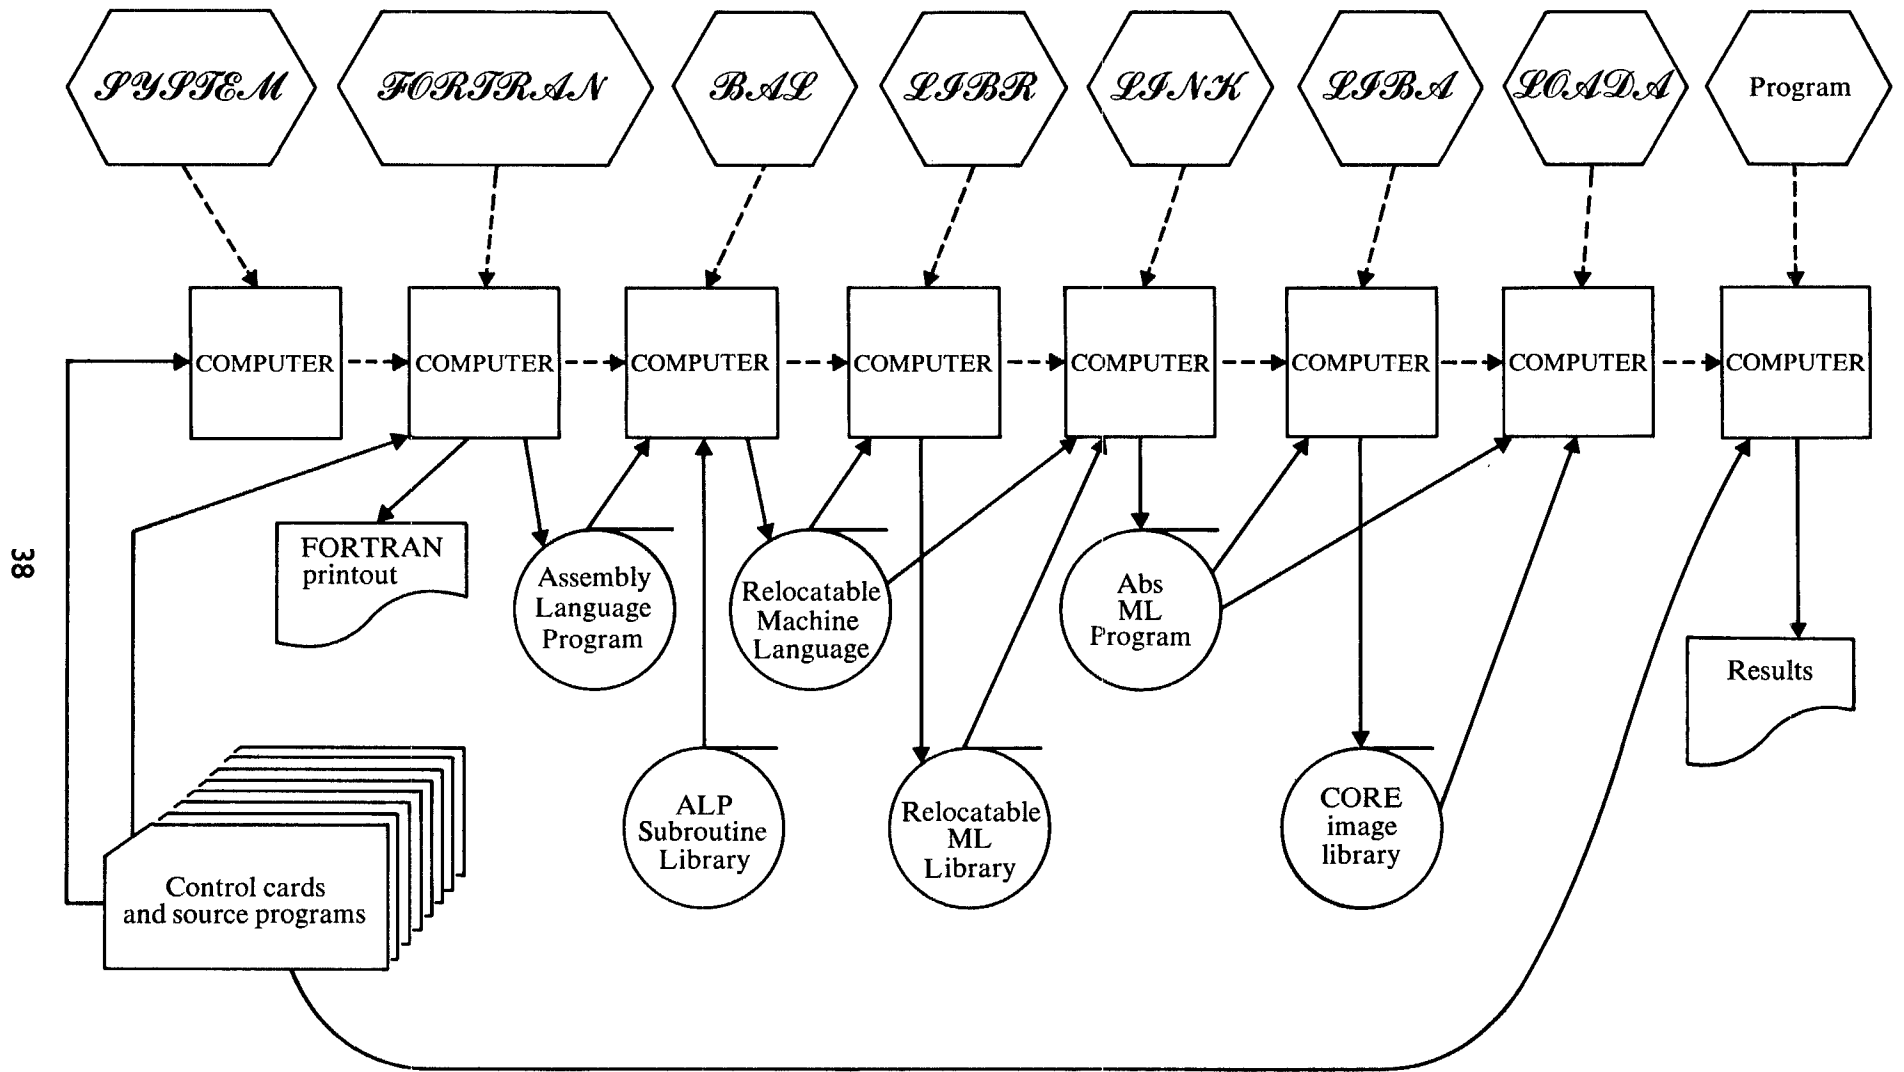 SYSTEM
FORTRAN
BAL
LIBR
LINK
LIBA
LOADA
Program
COMPUTER
COMPUTER
COMPUTER
COMPUTER
COMPUTER
COMPUTER
COMPUTER
COMPUTER
FORTRAN
printout
Assembly
Language
Program
Relocatable
Machine
Language
Abs
ML
Program
Results
ALP
Subroutine
Library
Relocatable
ML
Library
CORE
image
library
Control cards
and source programs
38